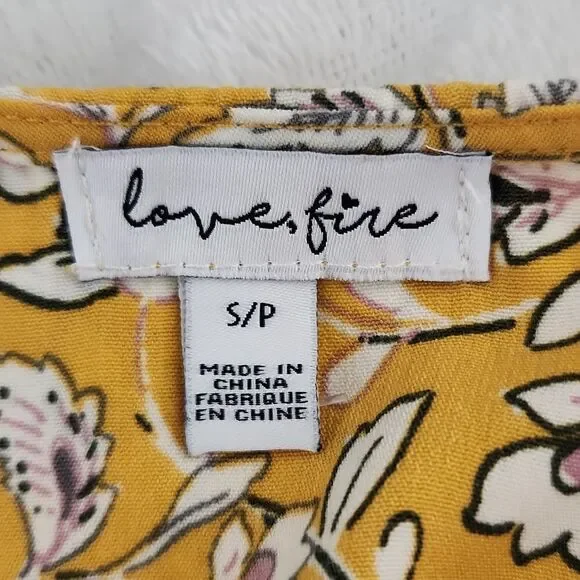 love, fire
S/P
MADE IN
CHINA
FABRIQUE
EN CHINE